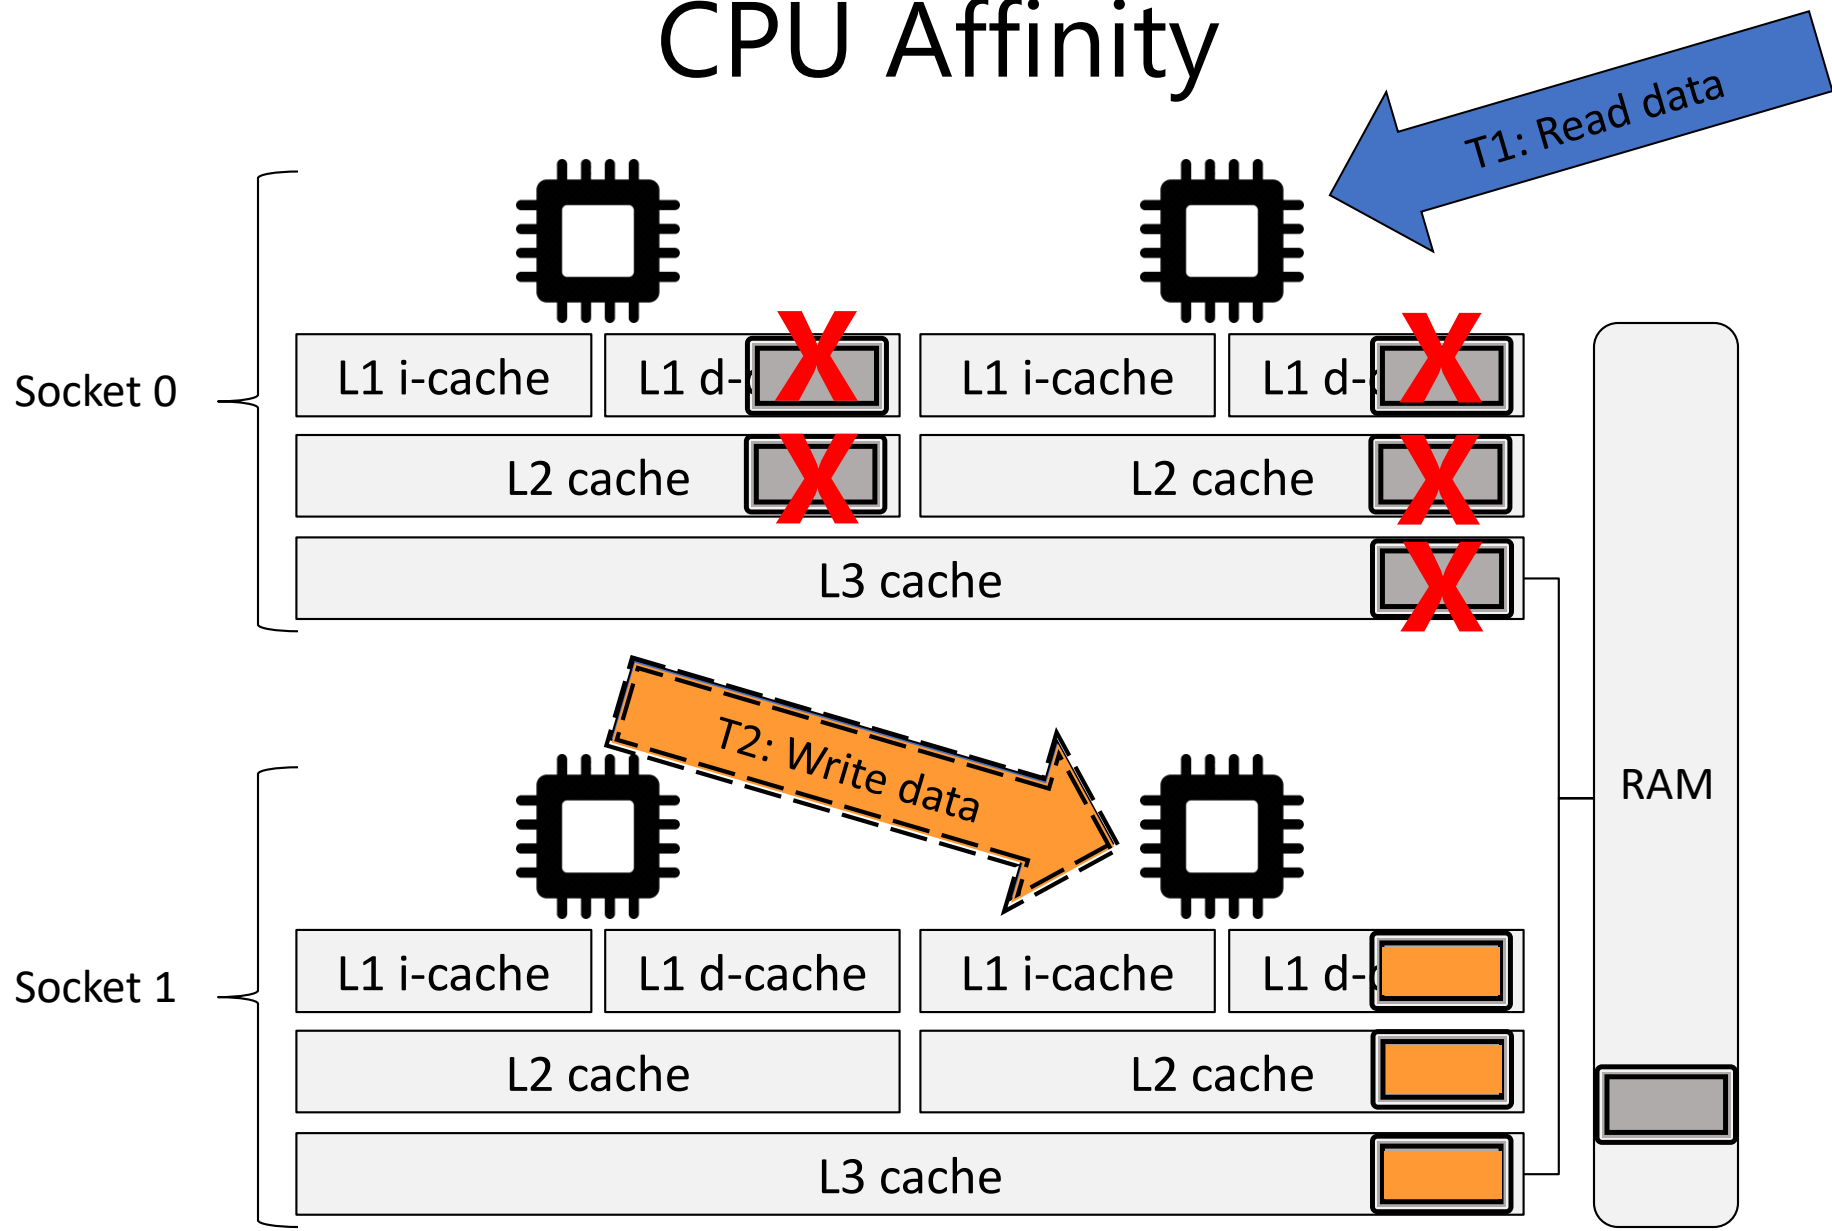 CPU Affinity
T1: Read data
Socket 0
L1 i-cache
L1 d-
L1 i-cache
L1 d-
L2 cache
L2 cache
L3 cache
T2: Write data
RAM
Socket 1
L1 i-cache
L1 d-cache
L1 i-cache
L1 d-
L2 cache
L2 cache
L3 cache